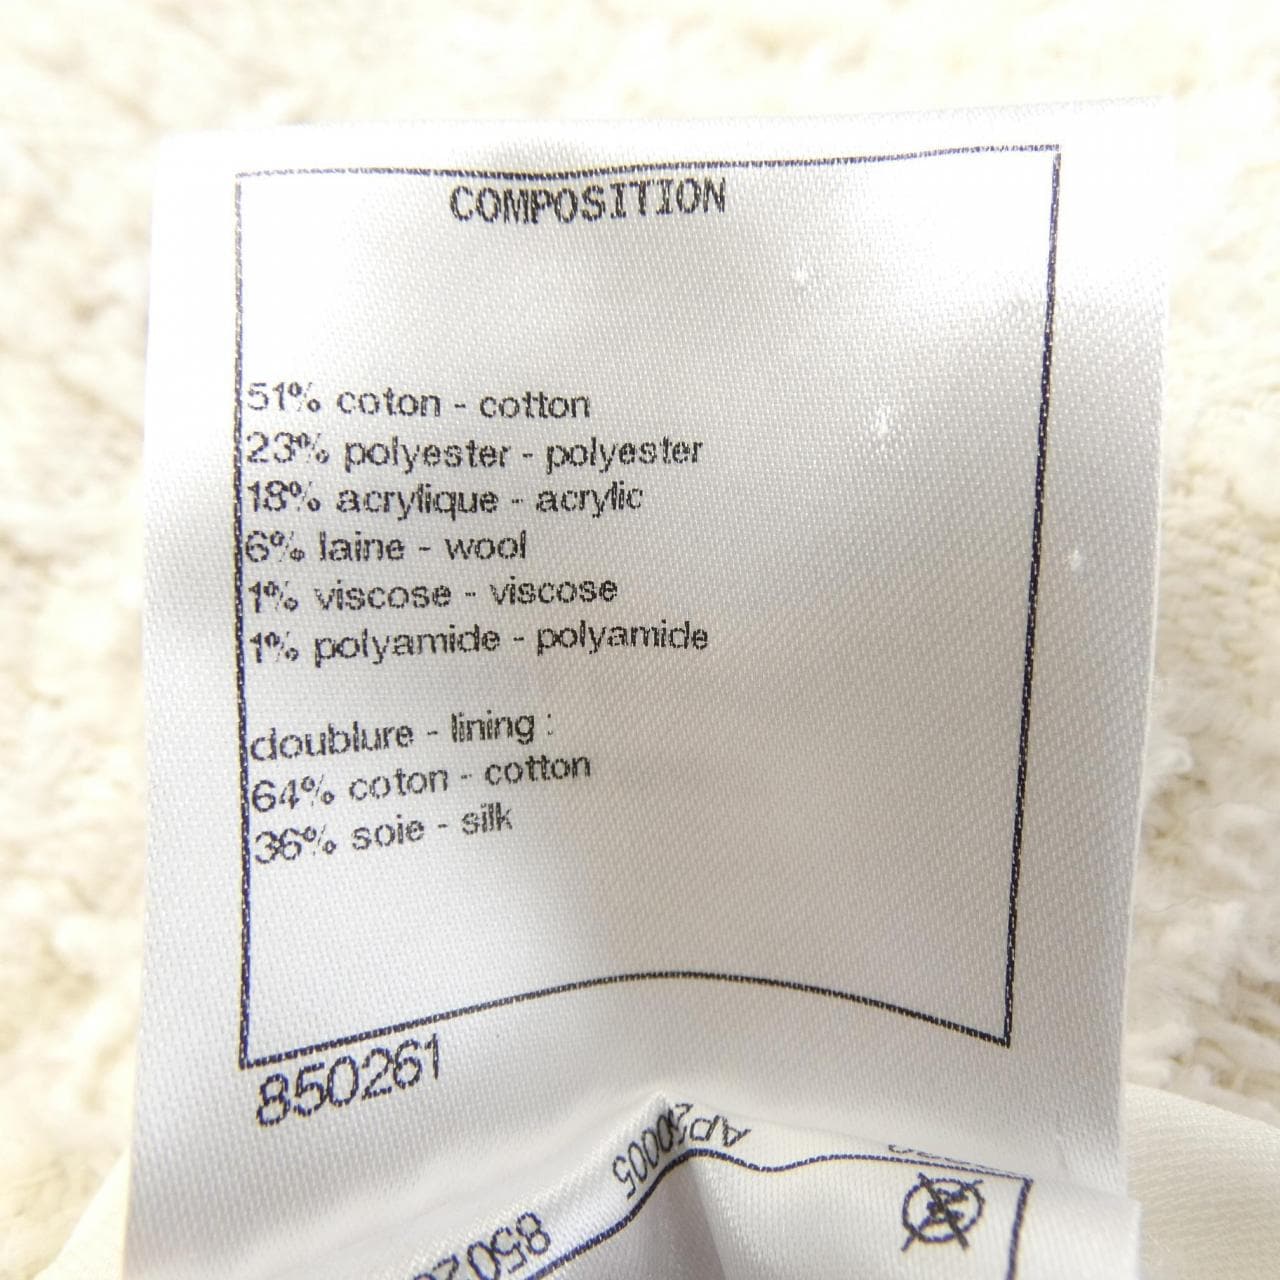 COMPOSITION
51% coton - cotton
23% polyester - polyester
18% acrylique - acrylic
6% laine - wool
1% viscose - viscose
1% polyamide - polyamide
doublure - lining :
64% coton - cotton
36% soie - silk
850261